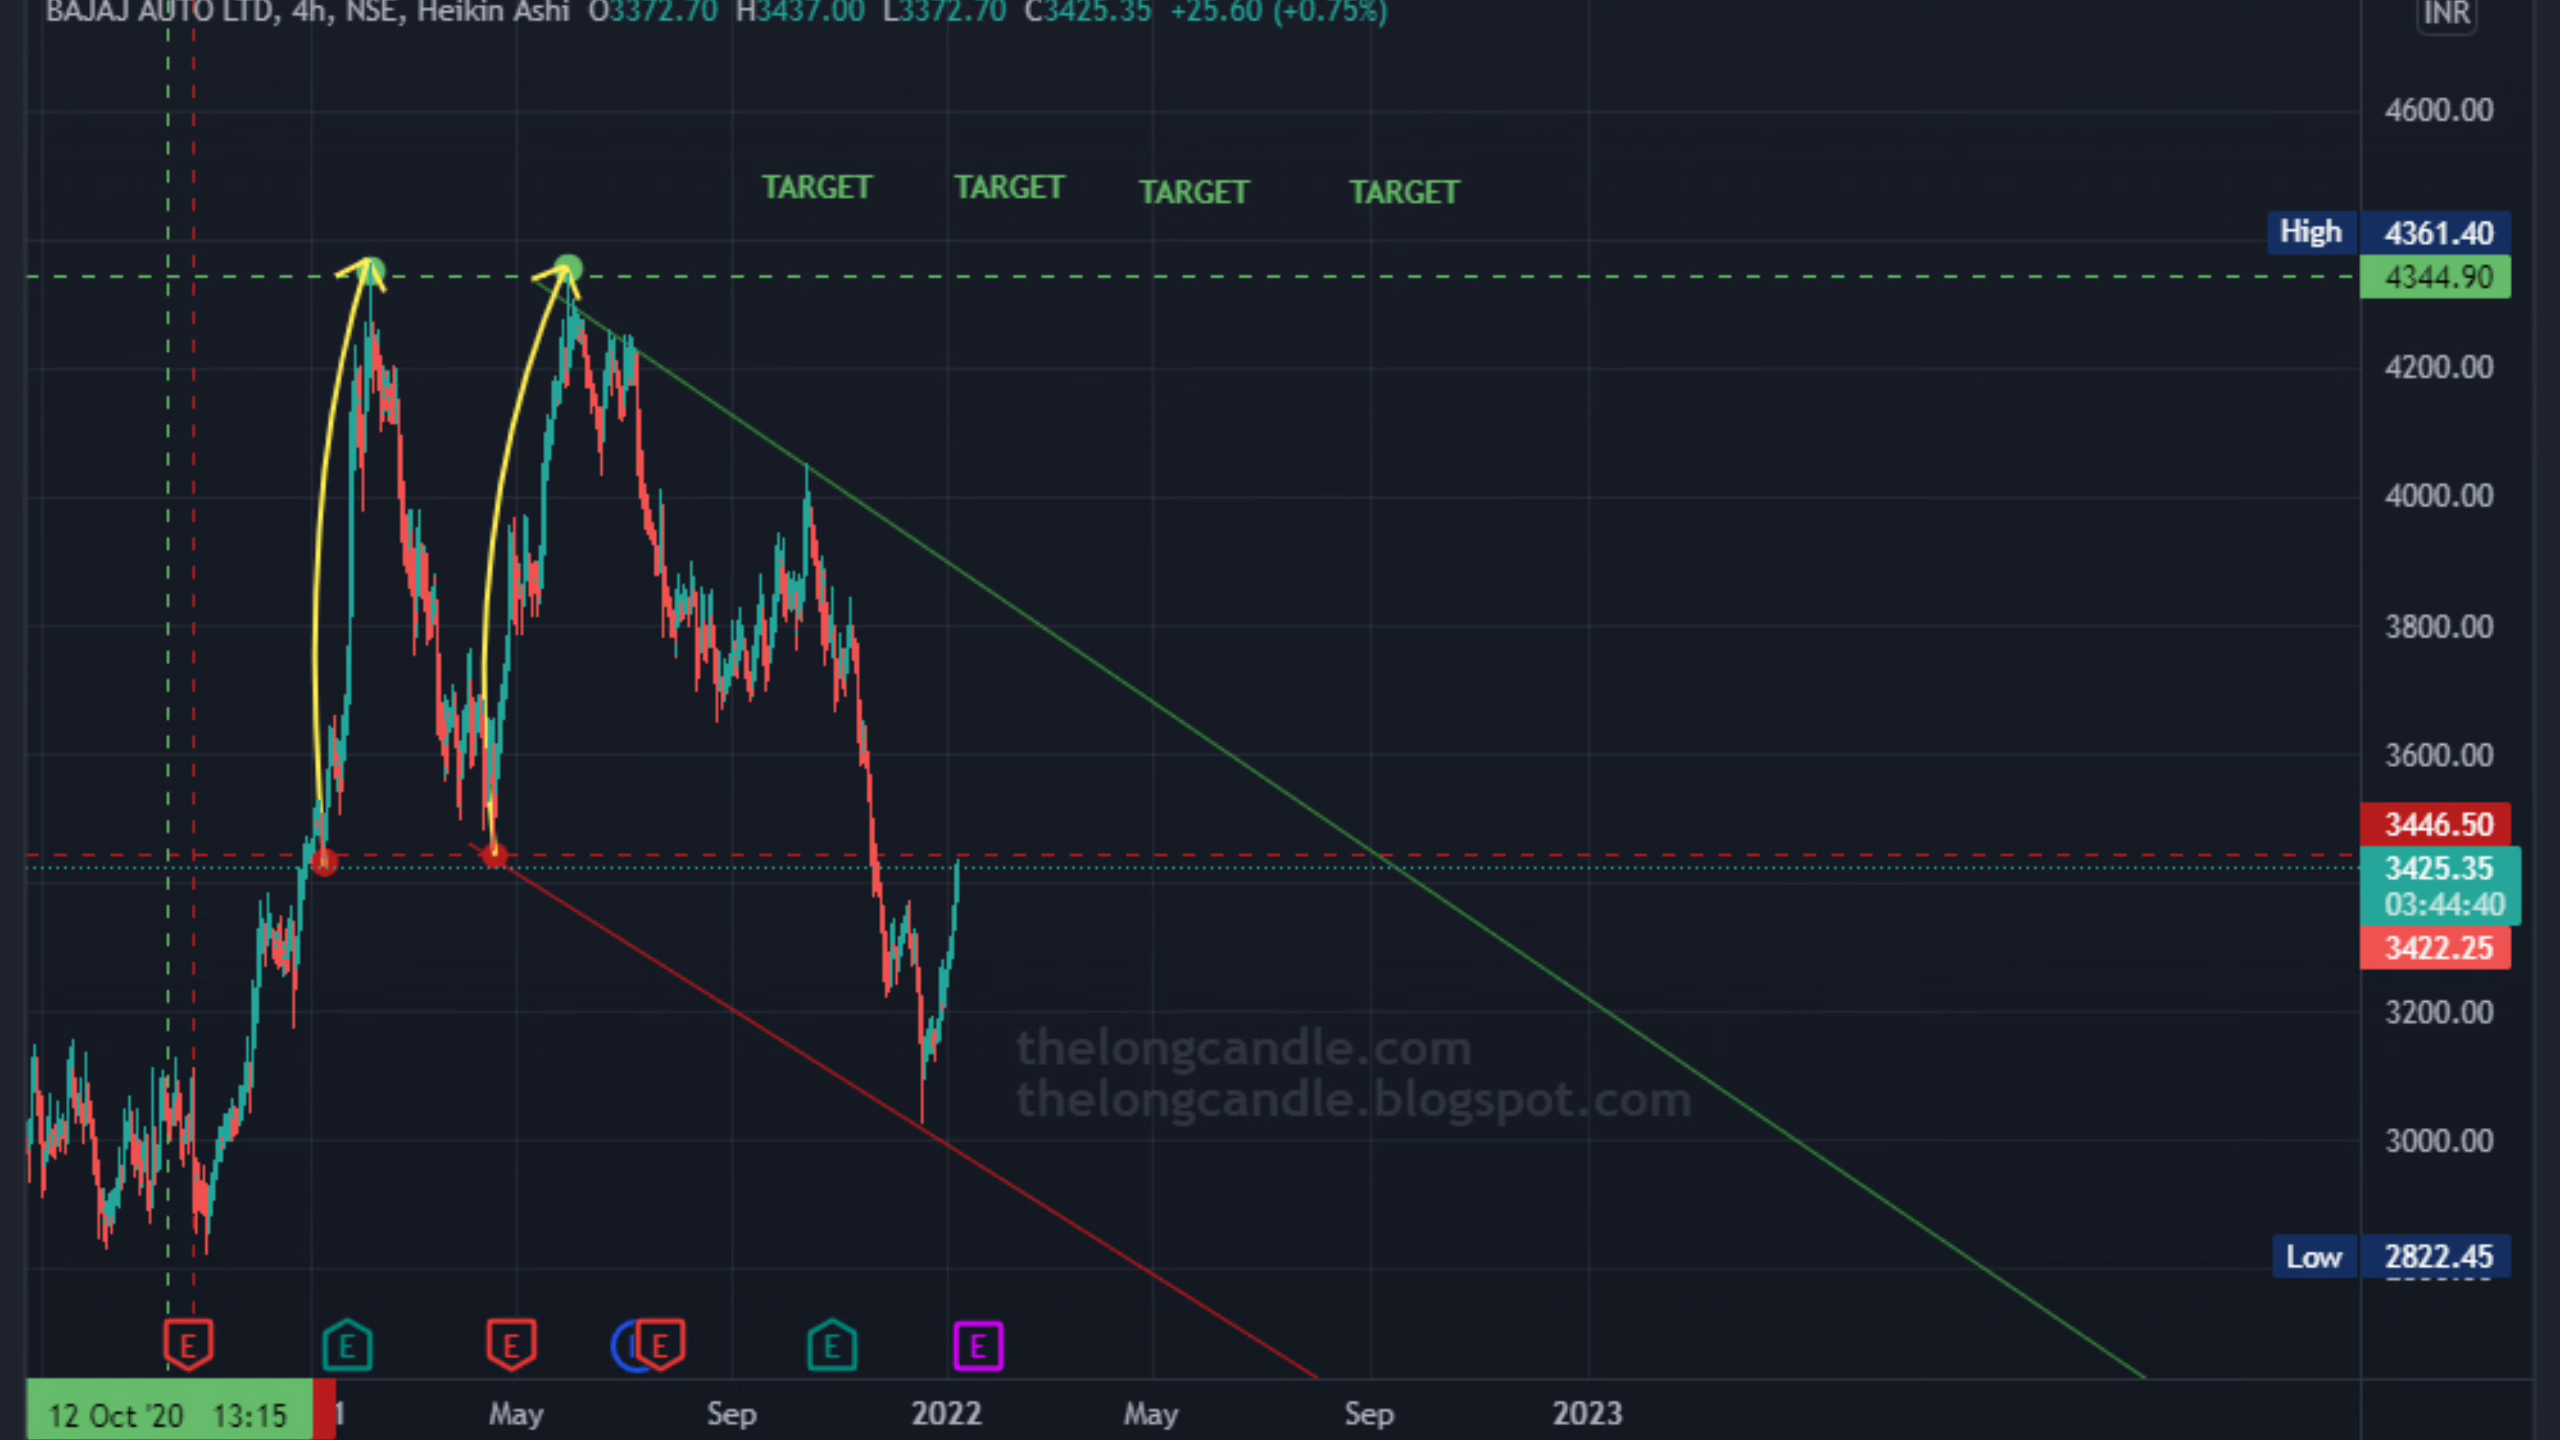 BAJAJ AUTO LTD, 4h, NSE, Heikin Ashi O3372.70 H3437.00 L3372.70 C3425.35 +25.60 (+0.75%)
INR
4600.00
TARGET TARGET TARGET TARGET
High 4361.40
4344.90
4200.00
4000.00
3800.00
3600.00
3446.50
3425.35
03:44:40
3422.25
3200.00
thelongcandle.com
thelongcandle.blogspot.com
3000.00
Low 2822.45
E E E E E E
12 Oct '20 13:15 1 May Sep 2022 May Sep 2023